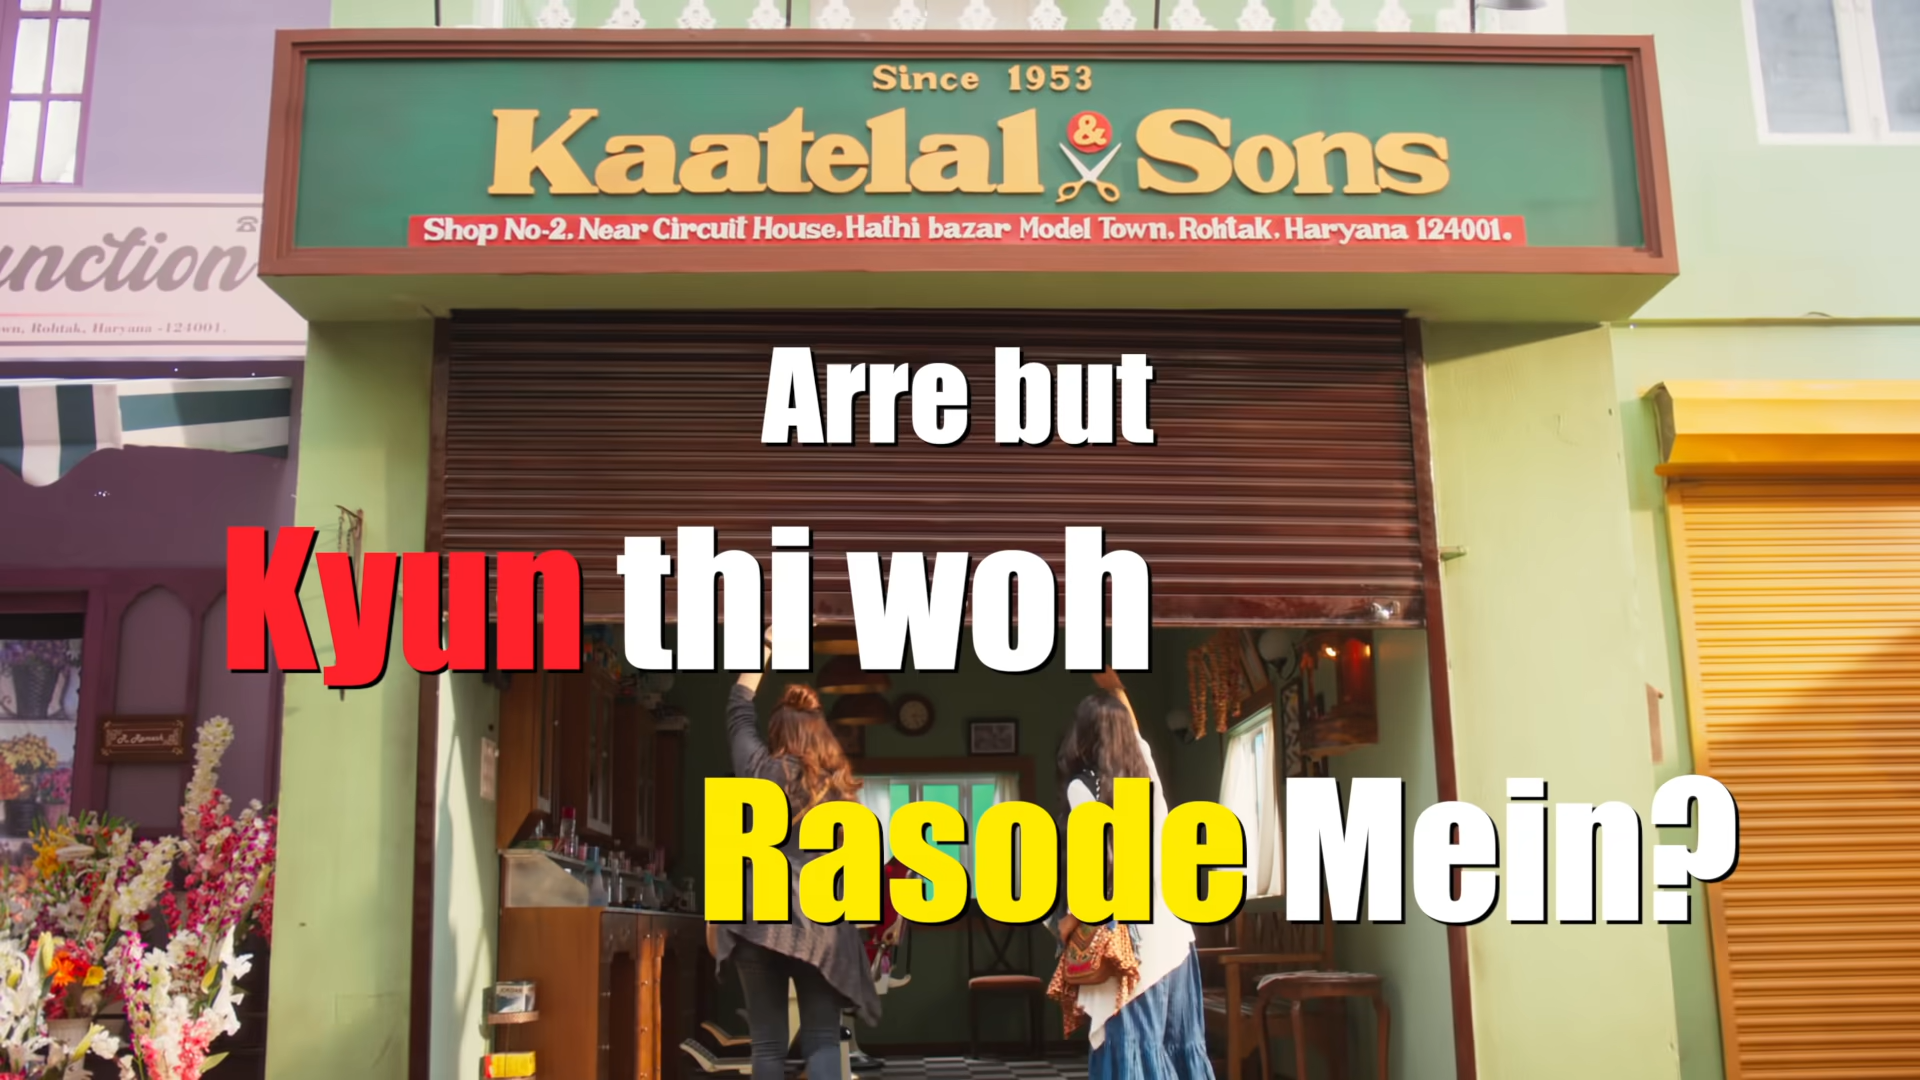 Since 1953
Kaatelal & Sons
Shop No-2, Near Circuit House, Hathi bazar Model Town, Rohtak, Haryana 124001.
unction
wn, Rohtak, Haryana -124001.
Arre but
Kyun thi woh
Rasode Mein?